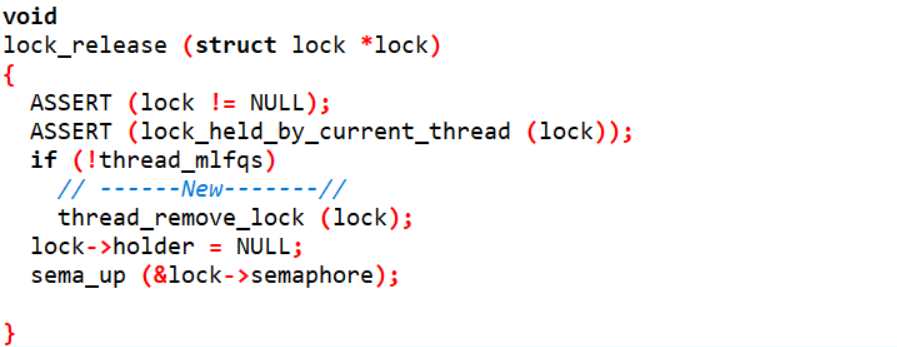 void
lock_release (struct lock *lock)
{
  ASSERT (lock != NULL);
  ASSERT (lock_held_by_current_thread (lock));
  if (!thread_mlfqs)
    // ------New-------//
    thread_remove_lock (lock);
  lock->holder = NULL;
  sema_up (&lock->semaphore);
}